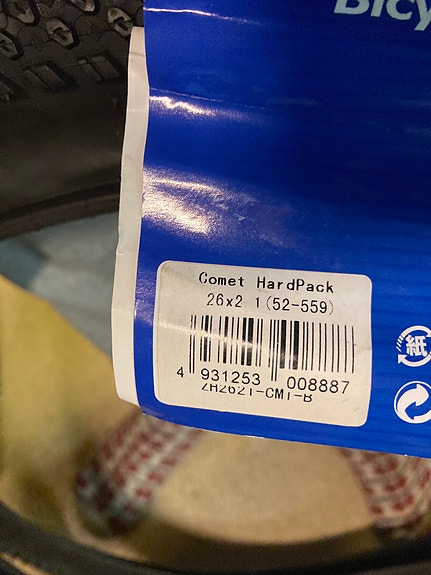 Bicy
Comet HardPack
26x2 1(52-559)
4 931253 008887
ZH2621-CMT-B
紙